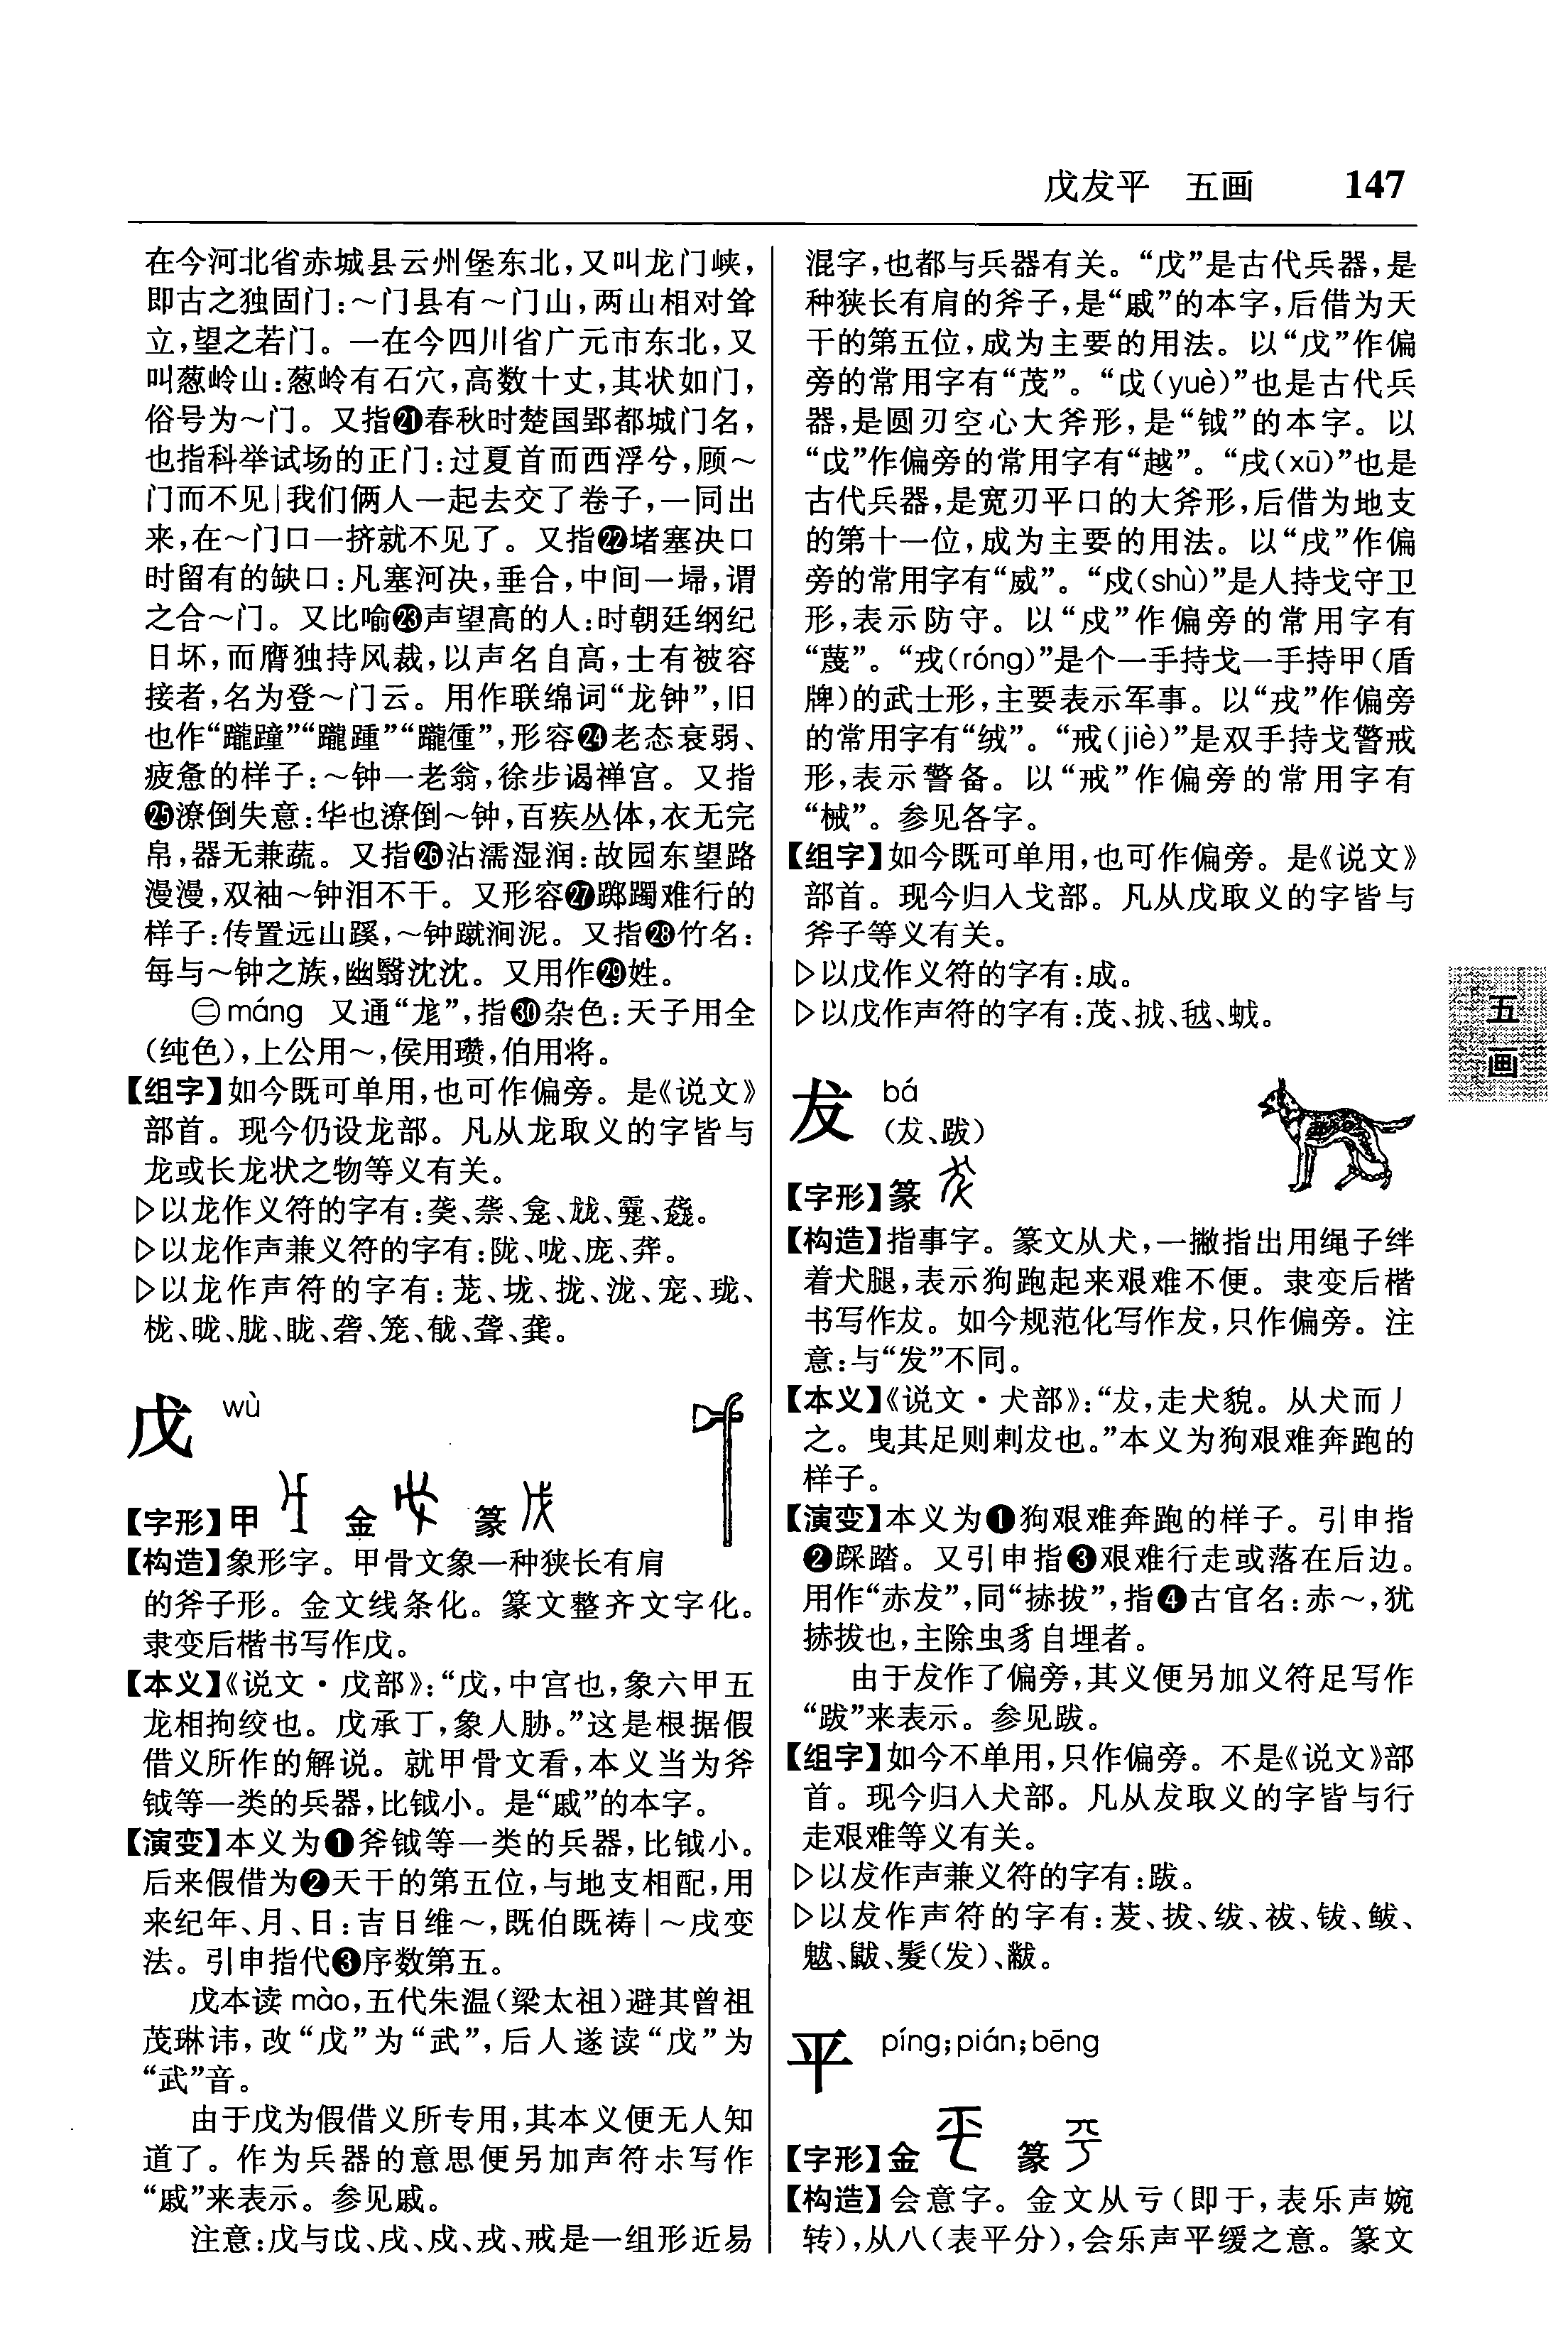 戊犮平　五画　147
在今河北省赤城县云州堡东北，又叫龙门峡，
即古之独固门：～门县有～门山，两山相对耸
立，望之若门。一在今四川省广元市东北，又
叫葱岭山：葱岭有石穴，高数十丈，其状如门，
俗号为～门。又指㉑春秋时楚国郢都城门名，
也指科举试场的正门：过夏首而西浮兮，顾～
门而不见|我们俩人一起去交了卷子，一同出
来，在～门口一挤就不见了。又指㉒堵塞决口
时留有的缺口：凡塞河决，垂合，中间一埽，谓
之合～门。又比喻㉓声望高的人：时朝廷纲纪
日坏，而膺独持风裁，以声名自高，士有被容
接者，名为登～门云。用作联绵词“龙钟”，旧
也作“躘蹱”“躘踵”“躘偅”，形容㉔老态衰弱、
疲惫的样子：～钟一老翁，徐步谒禅宫。又指
㉕潦倒失意：华也潦倒～钟，百疾丛体，衣无完
帛，器无兼蔬。又指㉖沾濡湿润：故园东望路
漫漫，双袖～钟泪不干。又形容㉗踯躅难行的
样子：传置远山蹊，～钟蹴涧泥。又指㉘竹名：
每与～钟之族，幽翳沈沈。又用作㉙姓。
㊁máng　又通“尨”，指㉚杂色：天子用全
（纯色），上公用～，侯用瓒，伯用将。
【组字】如今既可单用，也可作偏旁。是《说文》
部首。现今仍设龙部。凡从龙取义的字皆与
龙或长龙状之物等义有关。
▷以龙作义符的字有：䶬、䶮、龛、龖、䨺、龘。
▷以龙作声兼义符的字有：陇、咙、庞、䮾。
▷以龙作声符的字有：茏、垅、拢、泷、宠、珑、
栊、昽、胧、眬、砻、笼、䶭、聋、龚。
戊　wù
【字形】甲　金　篆
【构造】象形字。甲骨文象一种狭长有肩
的斧子形。金文线条化。篆文整齐文字化。
隶变后楷书写作戊。
【本义】《说文·戊部》：“戊，中宫也，象六甲五
龙相拘绞也。戊承丁，象人胁。”这是根据假
借义所作的解说。就甲骨文看，本义当为斧
钺等一类的兵器，比钺小。是“戚”的本字。
【演变】本义为❶斧钺等一类的兵器，比钺小。
后来假借为❷天干的第五位，与地支相配，用
来纪年、月、日：吉日维～，既伯既祷|～戌变
法。引申指代❸序数第五。
戊本读mào，五代朱温（梁太祖）避其曾祖
茂琳讳，改“戊”为“武”，后人遂读“戊”为
“武”音。
由于戊为假借义所专用，其本义便无人知
道了。作为兵器的意思便另加声符尗写作
“戚”来表示。参见戚。
注意：戊与戉、戌、戍、戎、戒是一组形近易
混字，也都与兵器有关。“戊”是古代兵器，是
种狭长有肩的斧子，是“戚”的本字，后借为天
干的第五位，成为主要的用法。以“戊”作偏
旁的常用字有“茂”。“戉（yuè）”也是古代兵
器，是圆刃空心大斧形，是“钺”的本字。以
“戉”作偏旁的常用字有“越”。“戌（xū）”也是
古代兵器，是宽刃平口的大斧形，后借为地支
的第十一位，成为主要的用法。以“戌”作偏
旁的常用字有“威”。“戍（shù）”是人持戈守卫
形，表示防守。以“戍”作偏旁的常用字有
“蔑”。“戎（róng）”是个一手持戈一手持甲（盾
牌）的武士形，主要表示军事。以“戎”作偏旁
的常用字有“绒”。“戒（jiè）”是双手持戈警戒
形，表示警备。以“戒”作偏旁的常用字有
“械”。参见各字。
【组字】如今既可单用，也可作偏旁。是《说文》
部首。现今归入戈部。凡从戊取义的字皆与
斧子等义有关。
▷以戊作义符的字有：成。
▷以戊作声符的字有：茂、
犮　bá
（犮、跋）
【字形】篆
【构造】指事字。篆文从犬，一撇指出用绳子绊
着犬腿，表示狗跑起来艰难不便。隶变后楷
书写作犮。如今规范化写作犮，只作偏旁。注
意：与“发”不同。
【本义】《说文·犬部》：“犮，走犬貌。从犬而丿
之。曳其足则剌犮也。”本义为狗艰难奔跑的
样子。
【演变】本义为❶狗艰难奔跑的样子。引申指
❷踩踏。又引申指❸艰难行走或落在后边。
用作“赤犮”，同“捇拔”，指❹古官名：赤～，犹
捇拔也，主除虫豸自埋者。
由于犮作了偏旁，其义便另加义符足写作
“跋”来表示。参见跋。
【组字】如今不单用，只作偏旁。不是《说文》部
首。现今归入犬部。凡从犮取义的字皆与行
走艰难等义有关。
▷以犮作声兼义符的字有：跋。
▷以犮作声符的字有：茇、拔、绂、祓、钹、鲅、
魃、黻、髮（发）、翇。
平　píng；pián；bēng
【字形】金　篆
【构造】会意字。金文从亏（即于，表乐声婉
转），从八（表平分），会乐声平缓之意。篆文
五
画